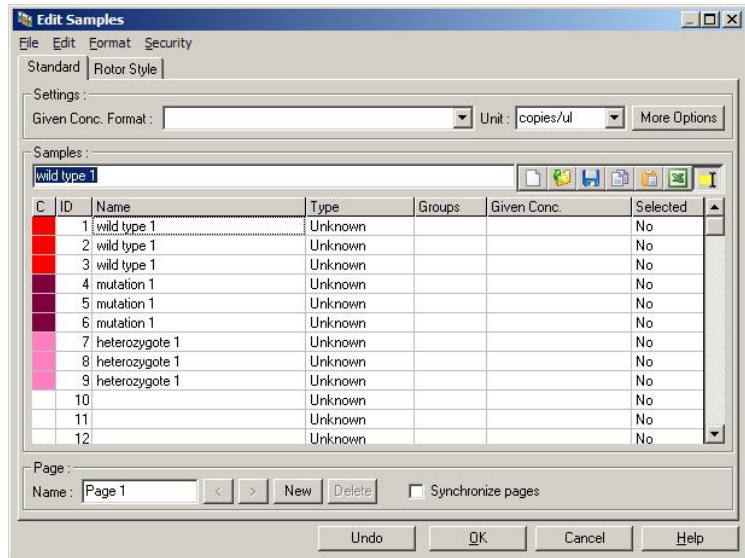 Edit Samples
File Edit Format Security
Standard Rotor Style
Settings :
Given Conc. Format : Unit : copies/ul More Options
Samples :
wild type 1
C ID Name Type Groups Given Conc. Selected
1 wild type 1 Unknown No
2 wild type 1 Unknown No
3 wild type 1 Unknown No
4 mutation 1 Unknown No
5 mutation 1 Unknown No
6 mutation 1 Unknown No
7 heterozygote 1 Unknown No
8 heterozygote 1 Unknown No
9 heterozygote 1 Unknown No
10 Unknown No
11 Unknown No
12 Unknown No
Page :
Name : Page 1 < > New Delete Synchronize pages
Undo OK Cancel Help